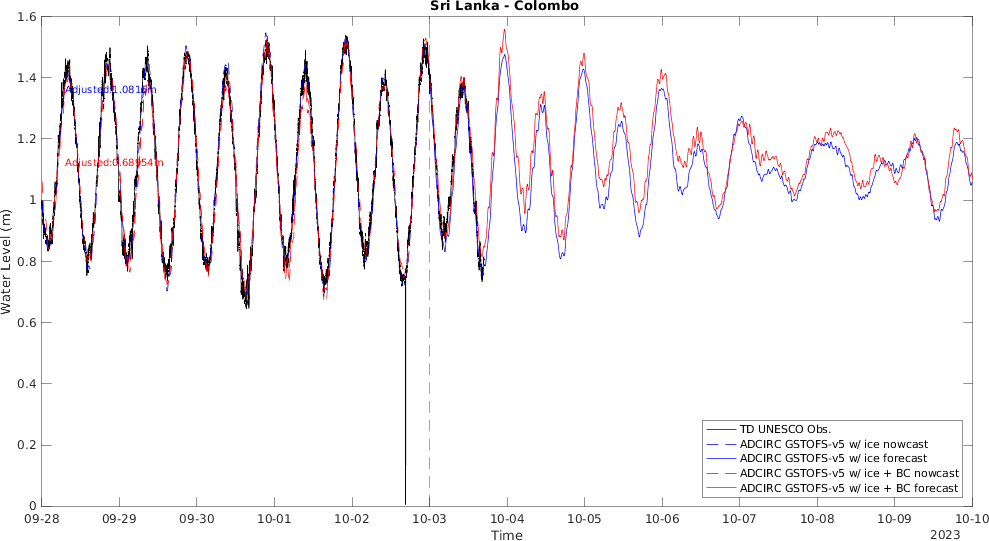 Sri Lanka - Colombo
1.6
1.4
1.2
1
0.8
0.6
0.4
0.2
0
Water Level (m)
Adjusted:0.68954m
TD UNESCO Obs.
ADCIRC GSTOFS-v5 w/ ice nowcast
ADCIRC GSTOFS-v5 w/ ice forecast
ADCIRC GSTOFS-v5 w/ ice + BC nowcast
ADCIRC GSTOFS-v5 w/ ice + BC forecast
09-28 09-29 09-30 10-01 10-02 10-03 10-04 10-05 10-06 10-07 10-08 10-09 10-10
Time
2023